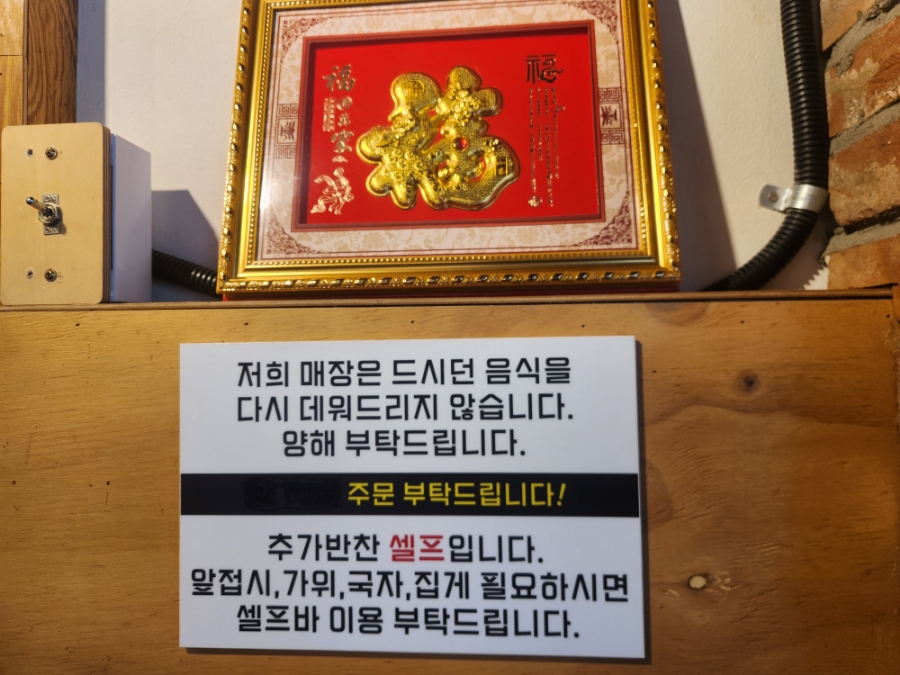 福
福
저희 매장은 드시던 음식을
다시 데워드리지 않습니다.
양해 부탁드립니다.
주문 부탁드립니다!
추가반찬 셀프입니다.
앞접시,가위,국자,집게 필요하시면
셀프바 이용 부탁드립니다.